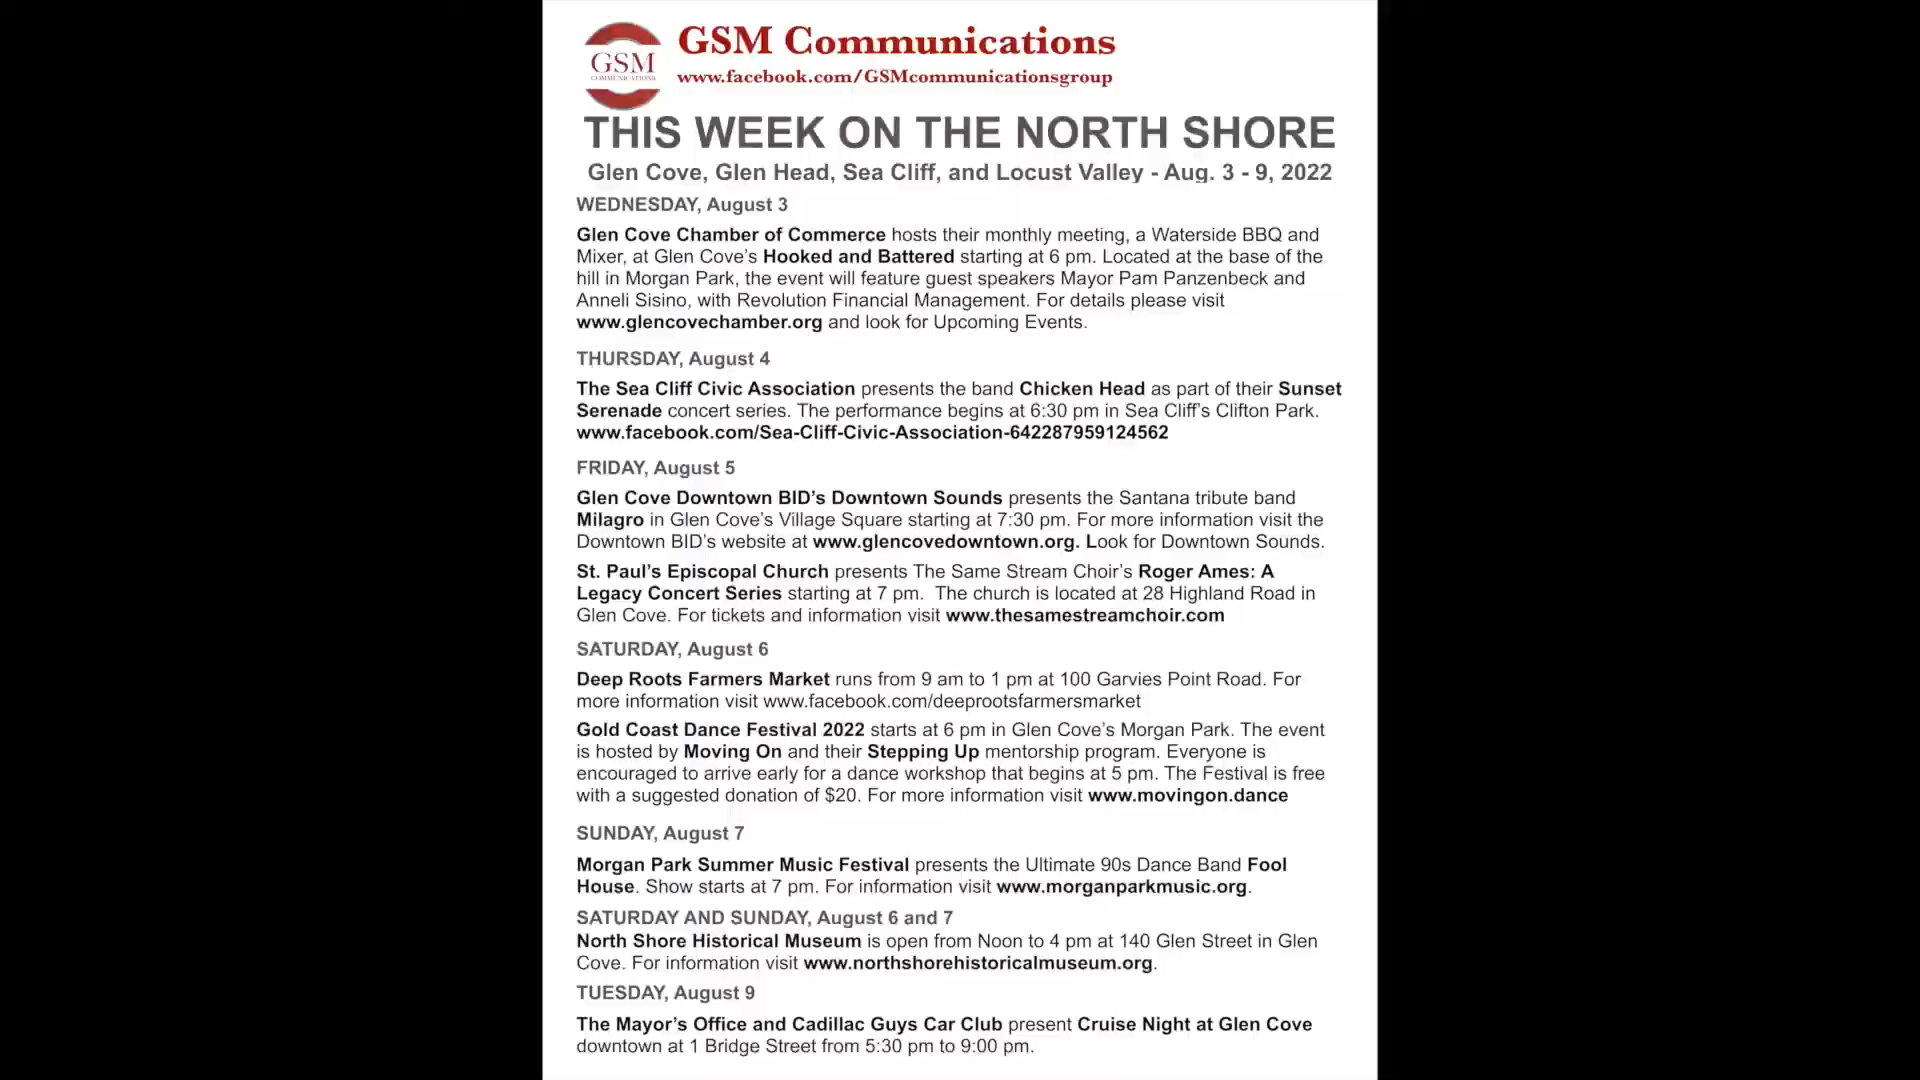 GSM
COMMUNICATIONS
GSM Communications
www.facebook.com/GSMcommunicationsgroup
THIS WEEK ON THE NORTH SHORE
Glen Cove, Glen Head, Sea Cliff, and Locust Valley - Aug. 3 - 9, 2022
WEDNESDAY, August 3
Glen Cove Chamber of Commerce hosts their monthly meeting, a Waterside BBQ and
Mixer, at Glen Cove’s Hooked and Battered starting at 6 pm. Located at the base of the
hill in Morgan Park, the event will feature guest speakers Mayor Pam Panzenbeck and
Anneli Sisino, with Revolution Financial Management. For details please visit
www.glencovechamber.org and look for Upcoming Events.
THURSDAY, August 4
The Sea Cliff Civic Association presents the band Chicken Head as part of their Sunset
Serenade concert series. The performance begins at 6:30 pm in Sea Cliff’s Clifton Park.
www.facebook.com/Sea-Cliff-Civic-Association-642287959124562
FRIDAY, August 5
Glen Cove Downtown BID’s Downtown Sounds presents the Santana tribute band
Milagro in Glen Cove’s Village Square starting at 7:30 pm. For more information visit the
Downtown BID’s website at www.glencovedowntown.org. Look for Downtown Sounds.
St. Paul’s Episcopal Church presents The Same Stream Choir’s Roger Ames: A
Legacy Concert Series starting at 7 pm. The church is located at 28 Highland Road in
Glen Cove. For tickets and information visit www.thesamestreamchoir.com
SATURDAY, August 6
Deep Roots Farmers Market runs from 9 am to 1 pm at 100 Garvies Point Road. For
more information visit www.facebook.com/deeprootsfarmersmarket
Gold Coast Dance Festival 2022 starts at 6 pm in Glen Cove’s Morgan Park. The event
is hosted by Moving On and their Stepping Up mentorship program. Everyone is
encouraged to arrive early for a dance workshop that begins at 5 pm. The Festival is free
with a suggested donation of $20. For more information visit www.movingon.dance
SUNDAY, August 7
Morgan Park Summer Music Festival presents the Ultimate 90s Dance Band Fool
House. Show starts at 7 pm. For information visit www.morganparkmusic.org.
SATURDAY AND SUNDAY, August 6 and 7
North Shore Historical Museum is open from Noon to 4 pm at 140 Glen Street in Glen
Cove. For information visit www.northshorehistoricalmuseum.org.
TUESDAY, August 9
The Mayor’s Office and Cadillac Guys Car Club present Cruise Night at Glen Cove
downtown at 1 Bridge Street from 5:30 pm to 9:00 pm.